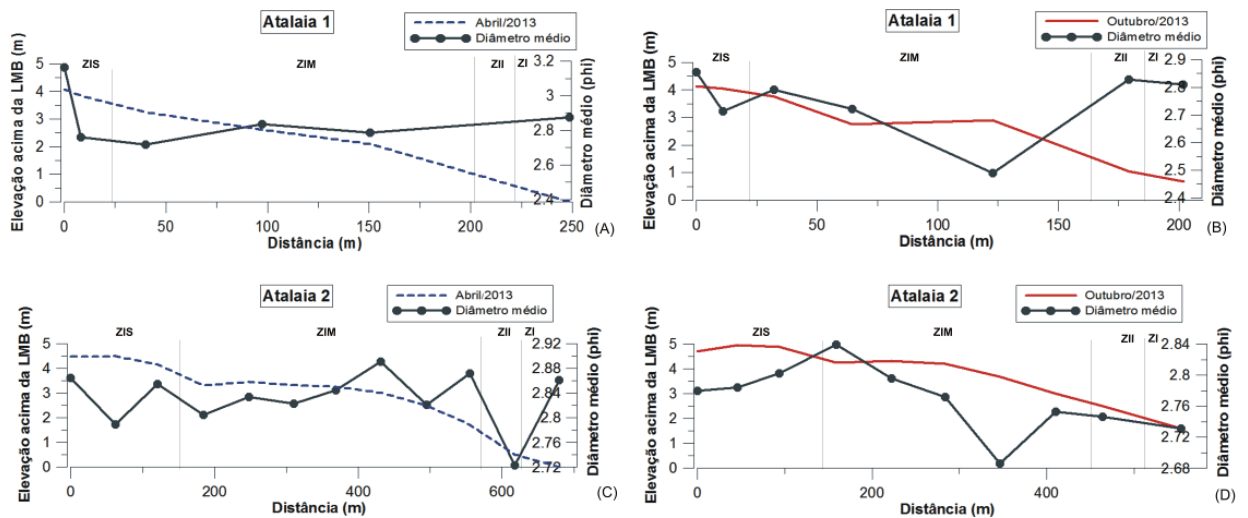 Atalaia 1
Abril/2013
Diâmetro médio
ZIS ZIM ZII ZI
Elevação acima da LMB (m)
5
4
3
2
1
0
3.2
3
2.8
2.6
2.4
Diâmetro médio (phi)
0 50 100 150 200 250
Distância (m)
(A)
Atalaia 1
Outubro/2013
Diâmetro médio
ZIS ZIM ZII ZI
Elevação acima da LMB (m)
5
4
3
2
1
0
2.9
2.8
2.7
2.6
2.5
2.4
Diâmetro médio (phi)
0 50 100 150 200
Distância (m)
(B)
Atalaia 2
Abril/2013
Diâmetro médio
ZIS ZIM ZII ZI
Elevação acima da LMB (m)
5
4
3
2
1
0
2.92
2.88
2.84
2.8
2.76
2.72
Diâmetro médio (phi)
0 200 400 600
Distância (m)
(C)
Atalaia 2
Outubro/2013
Diâmetro médio
ZIS ZIM ZII ZI
Elevação acima da LMB (m)
5
4
3
2
1
0
2.84
2.8
2.76
2.72
2.68
Diâmetro médio (phi)
0 200 400
Distância (m)
(D)